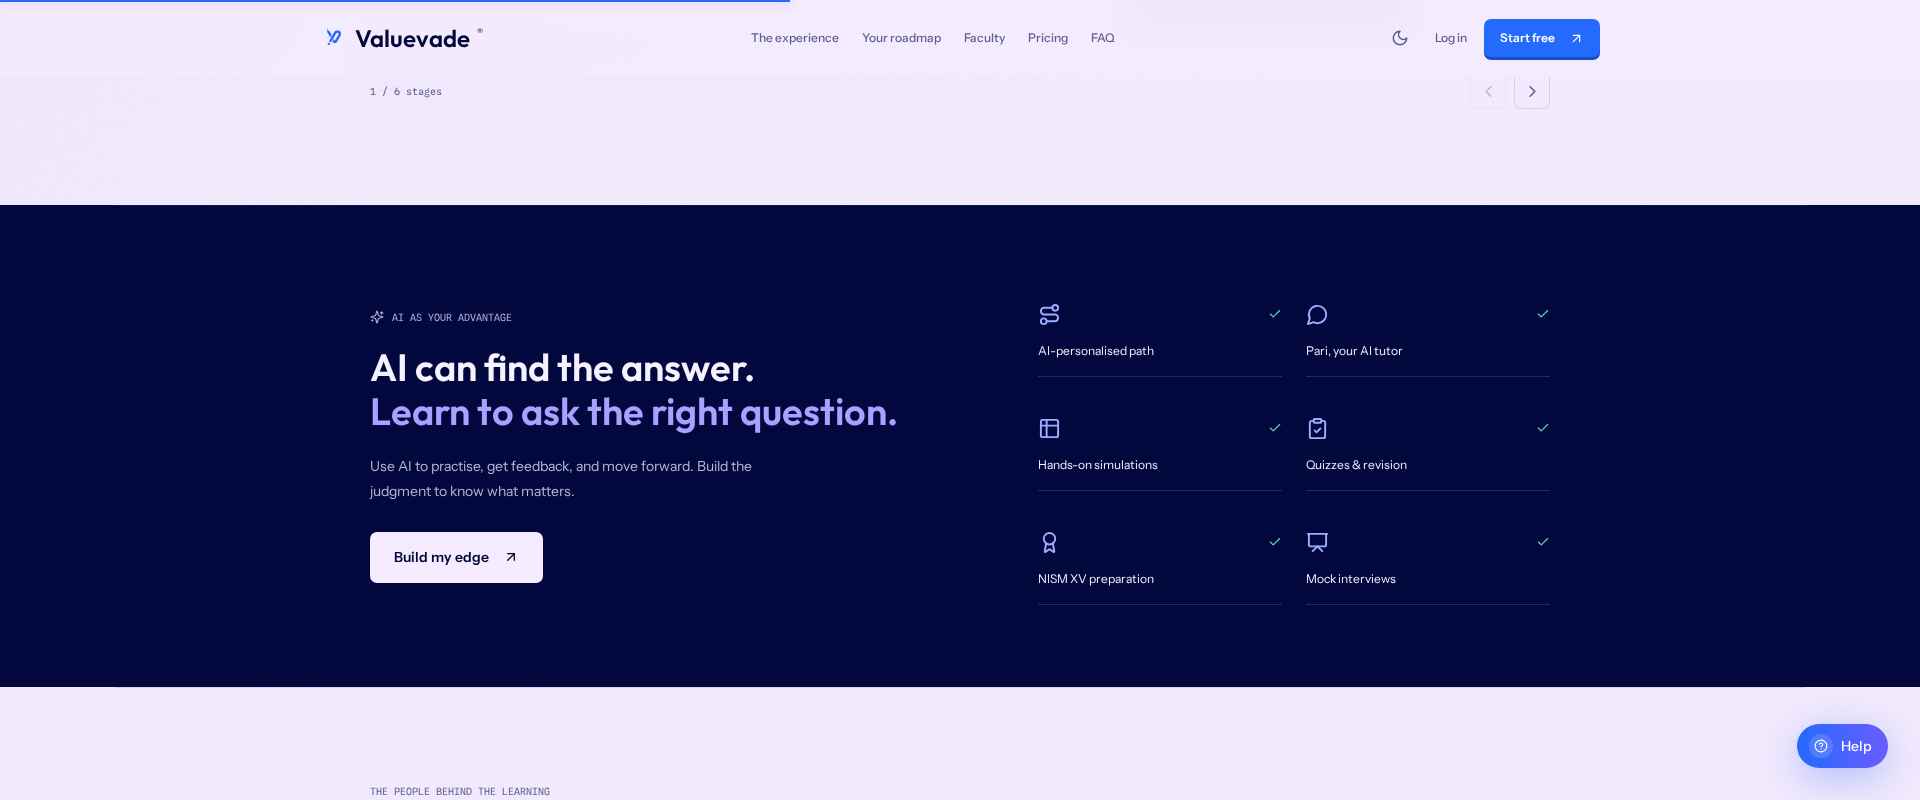 Valuevade ®
The experience
Your roadmap
Faculty
Pricing
FAQ
Log in
Start free
1 / 6 stages
AI AS YOUR ADVANTAGE
AI can find the answer.
Learn to ask the right question.
Use AI to practise, get feedback, and move forward. Build the
judgment to know what matters.
Build my edge
AI-personalised path
Pari, your AI tutor
Hands-on simulations
Quizzes & revision
NISM XV preparation
Mock interviews
Help
THE PEOPLE BEHIND THE LEARNING